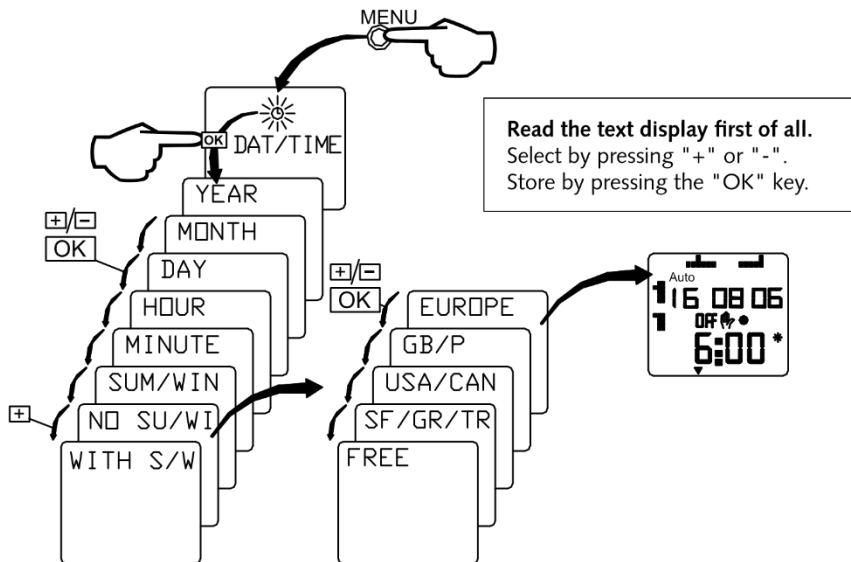 MENU
OK
DAT/TIME
YEAR
+/-
OK
MONTH
DAY
HOUR
MINUTE
SUM/WIN
+
NO SU/WI
WITH S/W
+/-
OK
EUROPE
GB/P
USA/CAN
SF/GR/TR
FREE
Read the text display first of all.
Select by pressing "+" or "-".
Store by pressing the "OK" key.
Auto
16 08 06
OFF
6:00